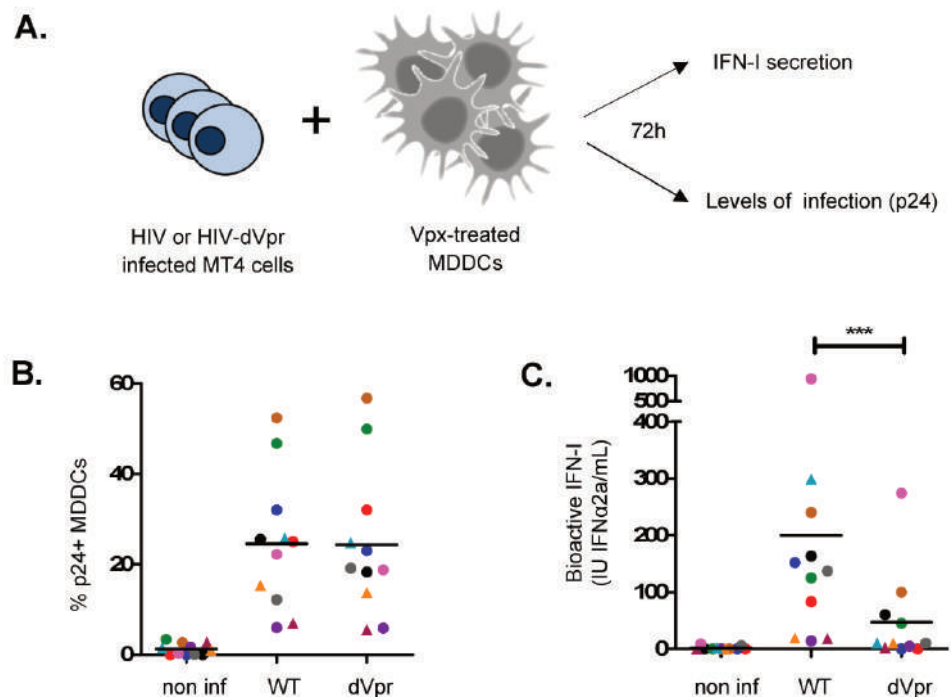 A.
+
IFN-I secretion
72h
Levels of infection (p24)
HIV or HIV-dVpr
infected MT4 cells
Vpx-treated
MDDCs
B.
% p24+ MDDCs
60
40
20
0
non inf WT dVpr
C.
***
Bioactive IFN-I
(IU IFNα2a/mL)
1000
500
400
300
200
100
0
non inf WT dVpr